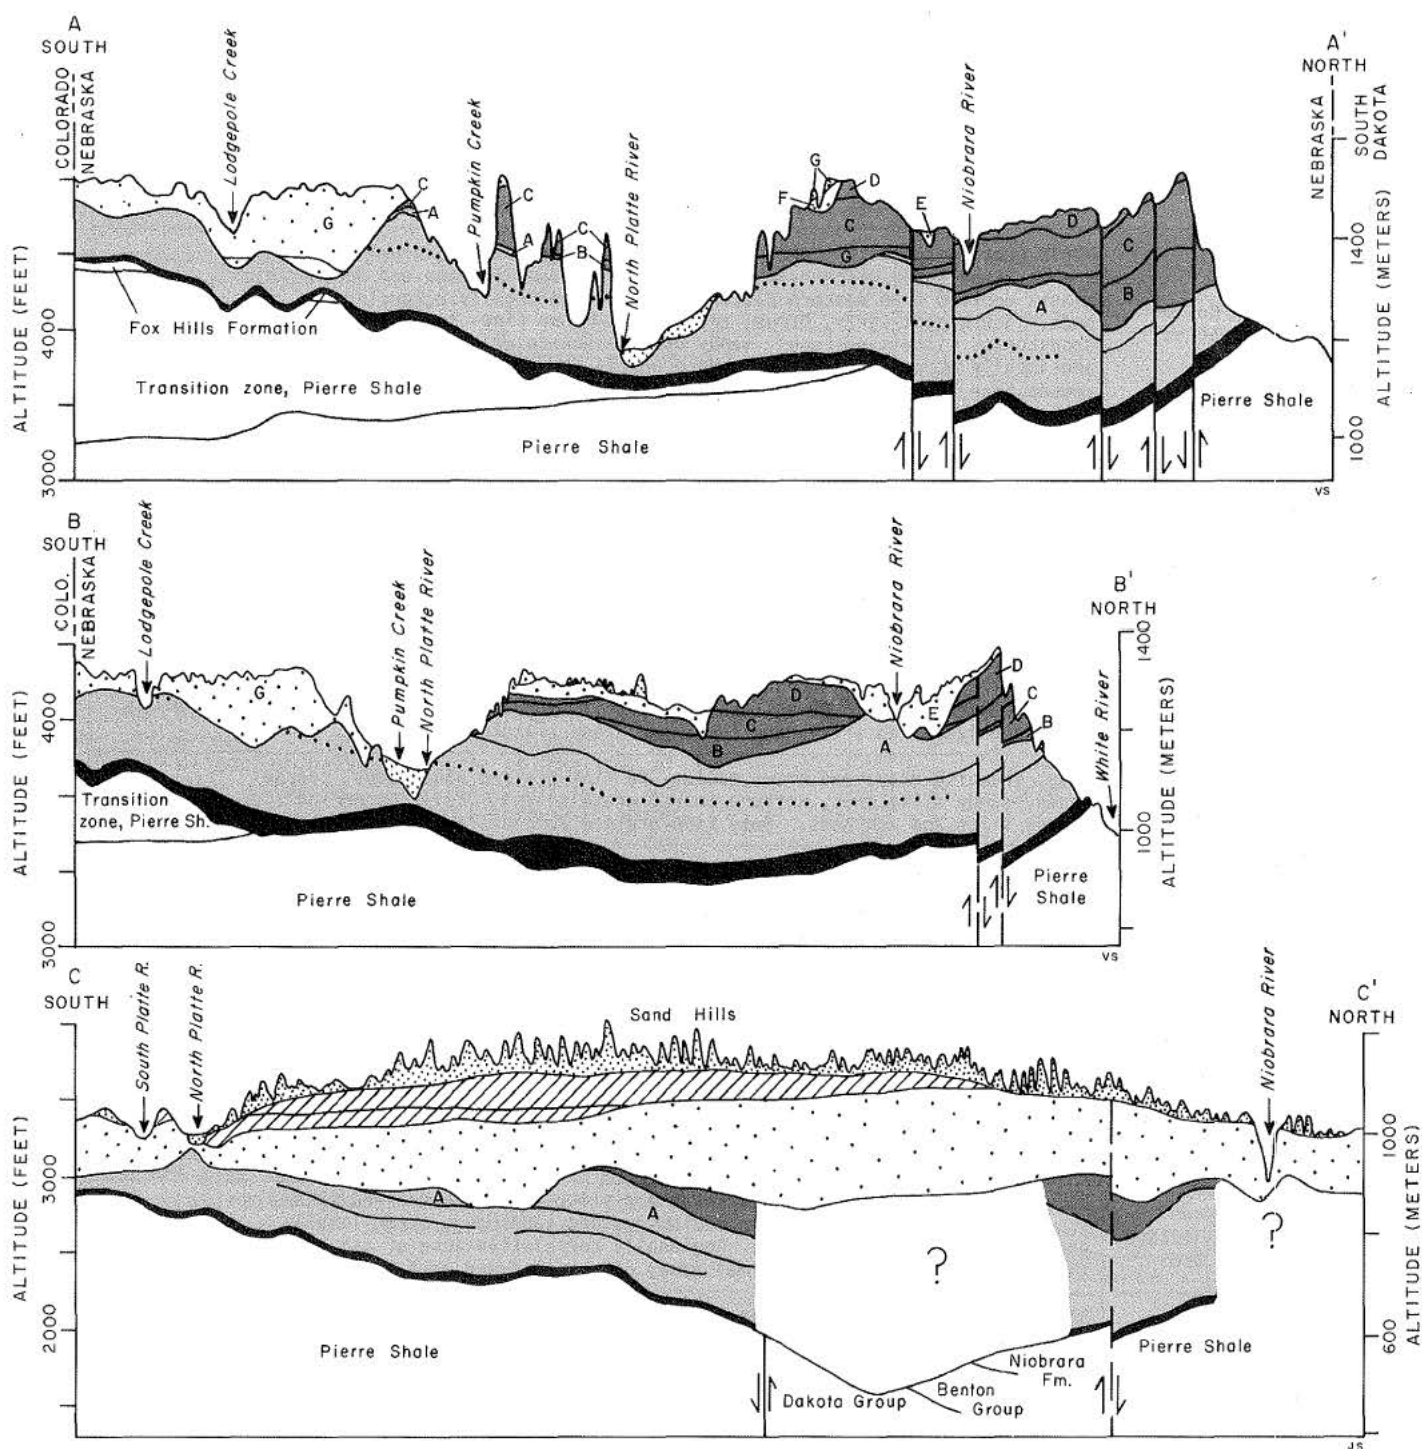 A
SOUTH
COLORADO
NEBRASKA
Lodgepole Creek
Pumpkin Creek
North Platte River
Niobrara River
A'
NORTH
NEBRASKA
SOUTH
DAKOTA
ALTITUDE (FEET)
4000
3000
ALTITUDE (METERS)
1400
1000
G
C
A
C
A
C
B
G
F
A
D
C
G
E
D
A
C
B
Fox Hills Formation
Transition zone, Pierre Shale
Pierre Shale
Pierre Shale
VS
B
SOUTH
COLO.
NEBRASKA
Lodgepole Creek
Pumpkin Creek
North Platte River
Niobrara River
B'
NORTH
White River
ALTITUDE (FEET)
4000
3000
ALTITUDE (METERS)
1400
1000
G
D
C
B
A
E
D
C
B
Transition
zone, Pierre Sh.
Pierre Shale
Pierre
Shale
VS
C
SOUTH
South Platte R.
North Platte R.
Sand Hills
Niobrara River
C'
NORTH
ALTITUDE (FEET)
3000
2000
ALTITUDE (METERS)
1000
600
A
A
?
?
Pierre Shale
Dakota Group
Benton
Group
Niobrara
Fm.
Pierre Shale